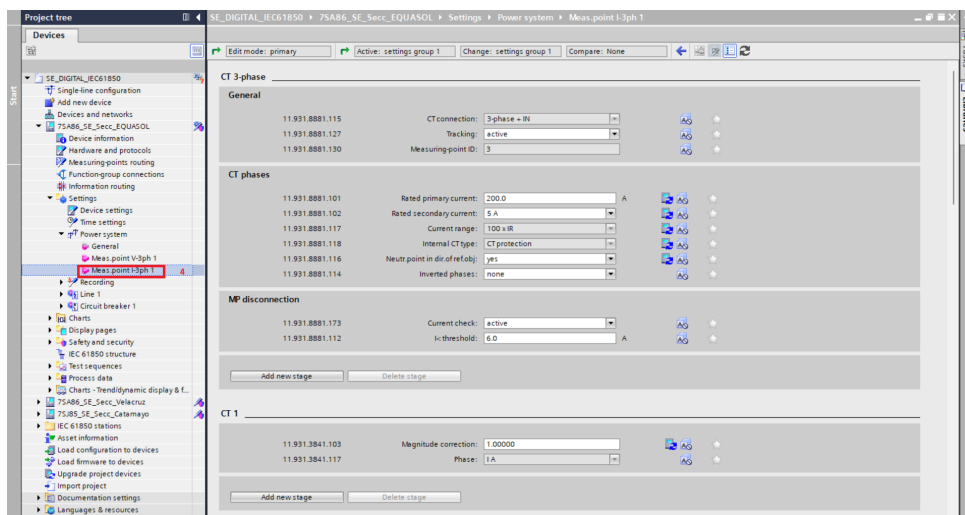 Project tree
SE_DIGITAL_IEC61850 ▸ 7SA86_SE_Secc_EQUASOL ▸ Settings ▸ Power system ▸ Meas.point I-3ph 1
Devices
Start
Edit mode: primary
Active: settings group 1
Change: settings group 1
Compare: None
SE_DIGITAL_IEC61850
Single-line configuration
Add new device
Devices and networks
7SA86_SE_Secc_EQUASOL
Device information
Hardware and protocols
Measuring-points routing
Function-group connections
Information routing
Settings
Device settings
Time settings
Power system
General
Meas.point V-3ph 1
Meas.point I-3ph 1 4
Recording
Line 1
Circuit breaker 1
Charts
Display pages
Safety and security
IEC 61850 structure
Test sequences
Process data
Charts - Trend/dynamic display & f...
7SA86_SE_Secc_Velacruz
7SJ85_SE_Secc_Catamayo
IEC 61850 stations
Asset information
Load configuration to devices
Load firmware to devices
Upgrade project devices
Import project
Documentation settings
Languages & resources
CT 3-phase
General
11.931.8881.115 CT connection: 3-phase + IN
11.931.8881.127 Tracking: active
11.931.8881.130 Measuring-point ID: 3
CT phases
11.931.8881.101 Rated primary current: 200.0 A
11.931.8881.102 Rated secondary current: 5 A
11.931.8881.117 Current range: 100 x IR
11.931.8881.118 Internal CT type: CT protection
11.931.8881.116 Neutr.point in dir.of ref.obj: yes
11.931.8881.114 Inverted phases: none
MP disconnection
11.931.8881.173 Current check: active
11.931.8881.112 I< threshold: 6.0 A
Add new stage Delete stage
CT 1
11.931.3841.103 Magnitude correction: 1.00000
11.931.3841.117 Phase: I A
Add new stage Delete stage